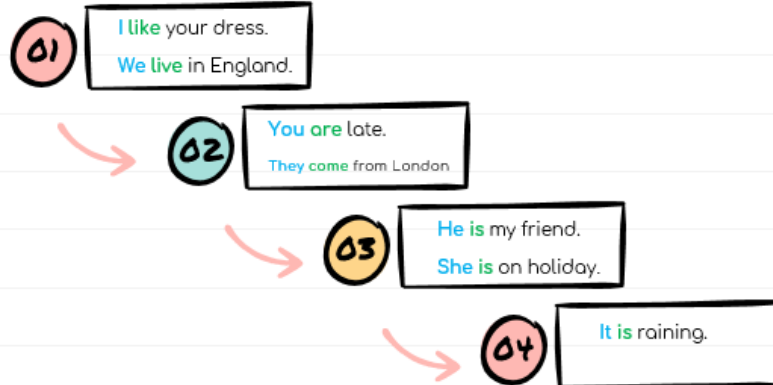 01
I like your dress.
We live in England.
02
You are late.
They come from London
03
He is my friend.
She is on holiday.
04
It is raining.